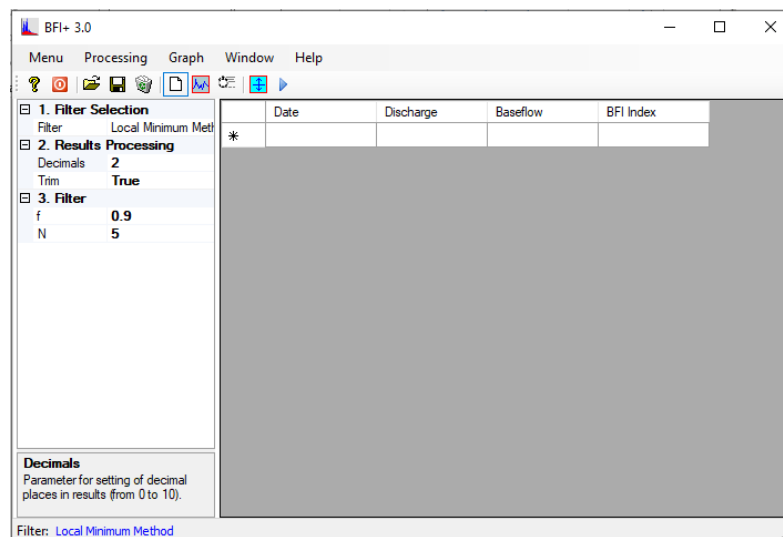 BFI+ 3.0
Menu Processing Graph Window Help
1. Filter Selection
Filter Local Minimum Meth
2. Results Processing
Decimals 2
Trim True
3. Filter
f 0.9
N 5
Date Discharge Baseflow BFI Index
Decimals
Parameter for setting of decimal
places in results (from 0 to 10).
Filter: Local Minimum Method